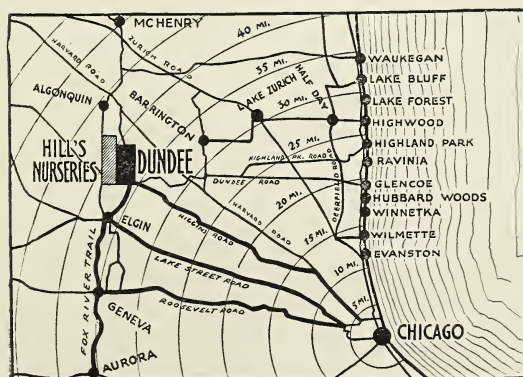 McHENRY
40 MI.
ZURICH ROAD
HARVARD ROAD
35 MI.
WAUKEGAN
LAKE BLUFF
ALGONQUIN
BARRINGTON
LAKE ZURICH
HALF DAY
30 MI.
LAKE FOREST
HIGHWOOD
HILL'S
NURSERIES
DUNDEE
25 MI.
HIGHLAND PK. ROAD
HIGHLAND PARK
RAVINIA
DUNDEE ROAD
DEERFIELD RD.
GLENCOE
20 MI.
HUBBARD WOODS
WINNETKA
ELGIN
HIGGINS ROAD
HARVARD ROAD
15 MI.
WILMETTE
EVANSTON
LAKE STREET ROAD
10 MI.
FOX RIVER TRAIL
5 MI.
GENEVA
ROOSEVELT ROAD
CHICAGO
AURORA